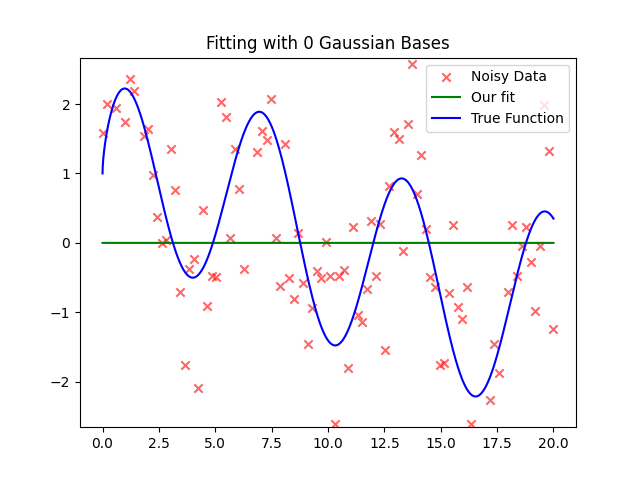 Fitting with 0 Gaussian Bases
Noisy Data
Our fit
True Function
2
1
0
−1
−2
0.0 2.5 5.0 7.5 10.0 12.5 15.0 17.5 20.0